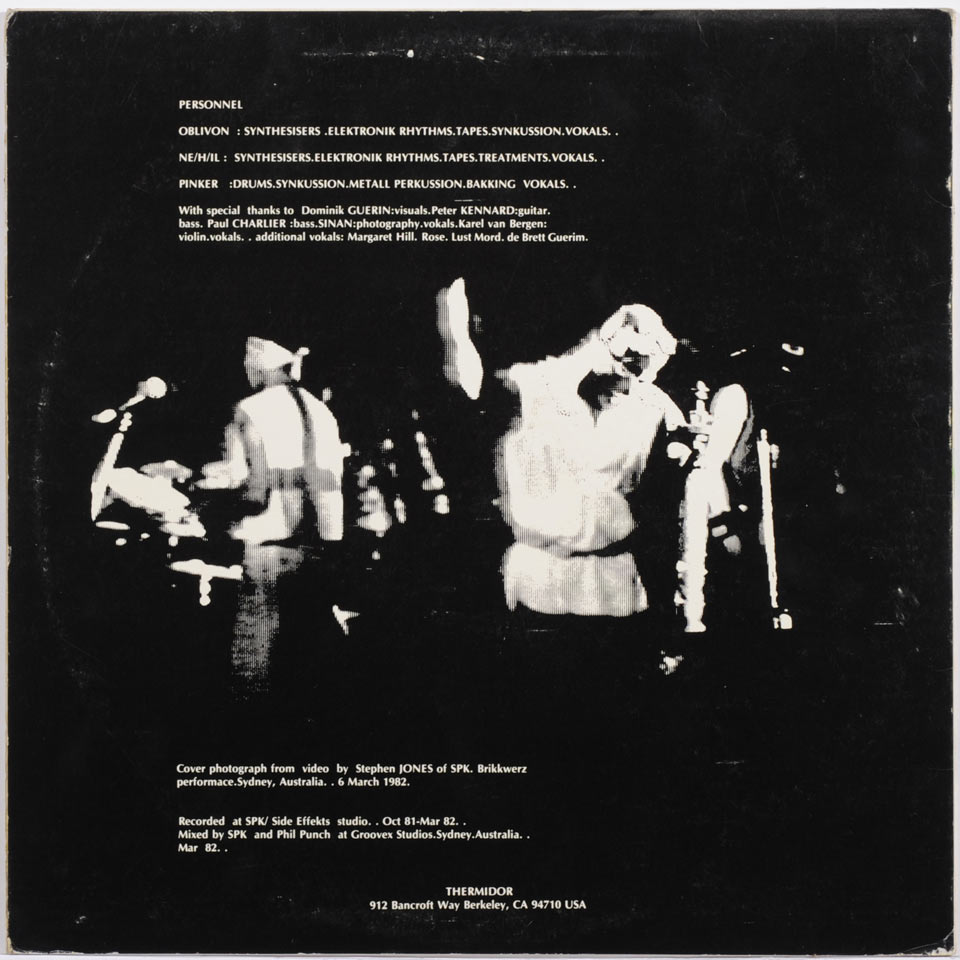 PERSONNEL
OBLIVON : SYNTHESISERS .ELEKTRONIK RHYTHMS.TAPES.SYNKUSSION.VOKALS. .
NE/H/IL : SYNTHESISERS.ELEKTRONIK RHYTHMS.TAPES.TREATMENTS.VOKALS. .
PINKER :DRUMS.SYNKUSSION.METALL PERKUSSION.BAKKING VOKALS. .
With special thanks to Dominik GUERIN:visuals.Peter KENNARD:guitar.
bass. Paul CHARLIER :bass.SINAN:photography.vokals.Karel van Bergen:
violin.vokals. . additional vokals: Margaret Hill. Rose. Lust Mord. de Brett Guerim.
Cover photograph from video by Stephen JONES of SPK. Brikkwerz
performace.Sydney, Australia. . 6 March 1982.
Recorded at SPK/ Side Effekts studio. . Oct 81-Mar 82. .
Mixed by SPK and Phil Punch at Groovex Studios.Sydney.Australia. .
Mar 82. .
THERMIDOR
912 Bancroft Way Berkeley, CA 94710 USA